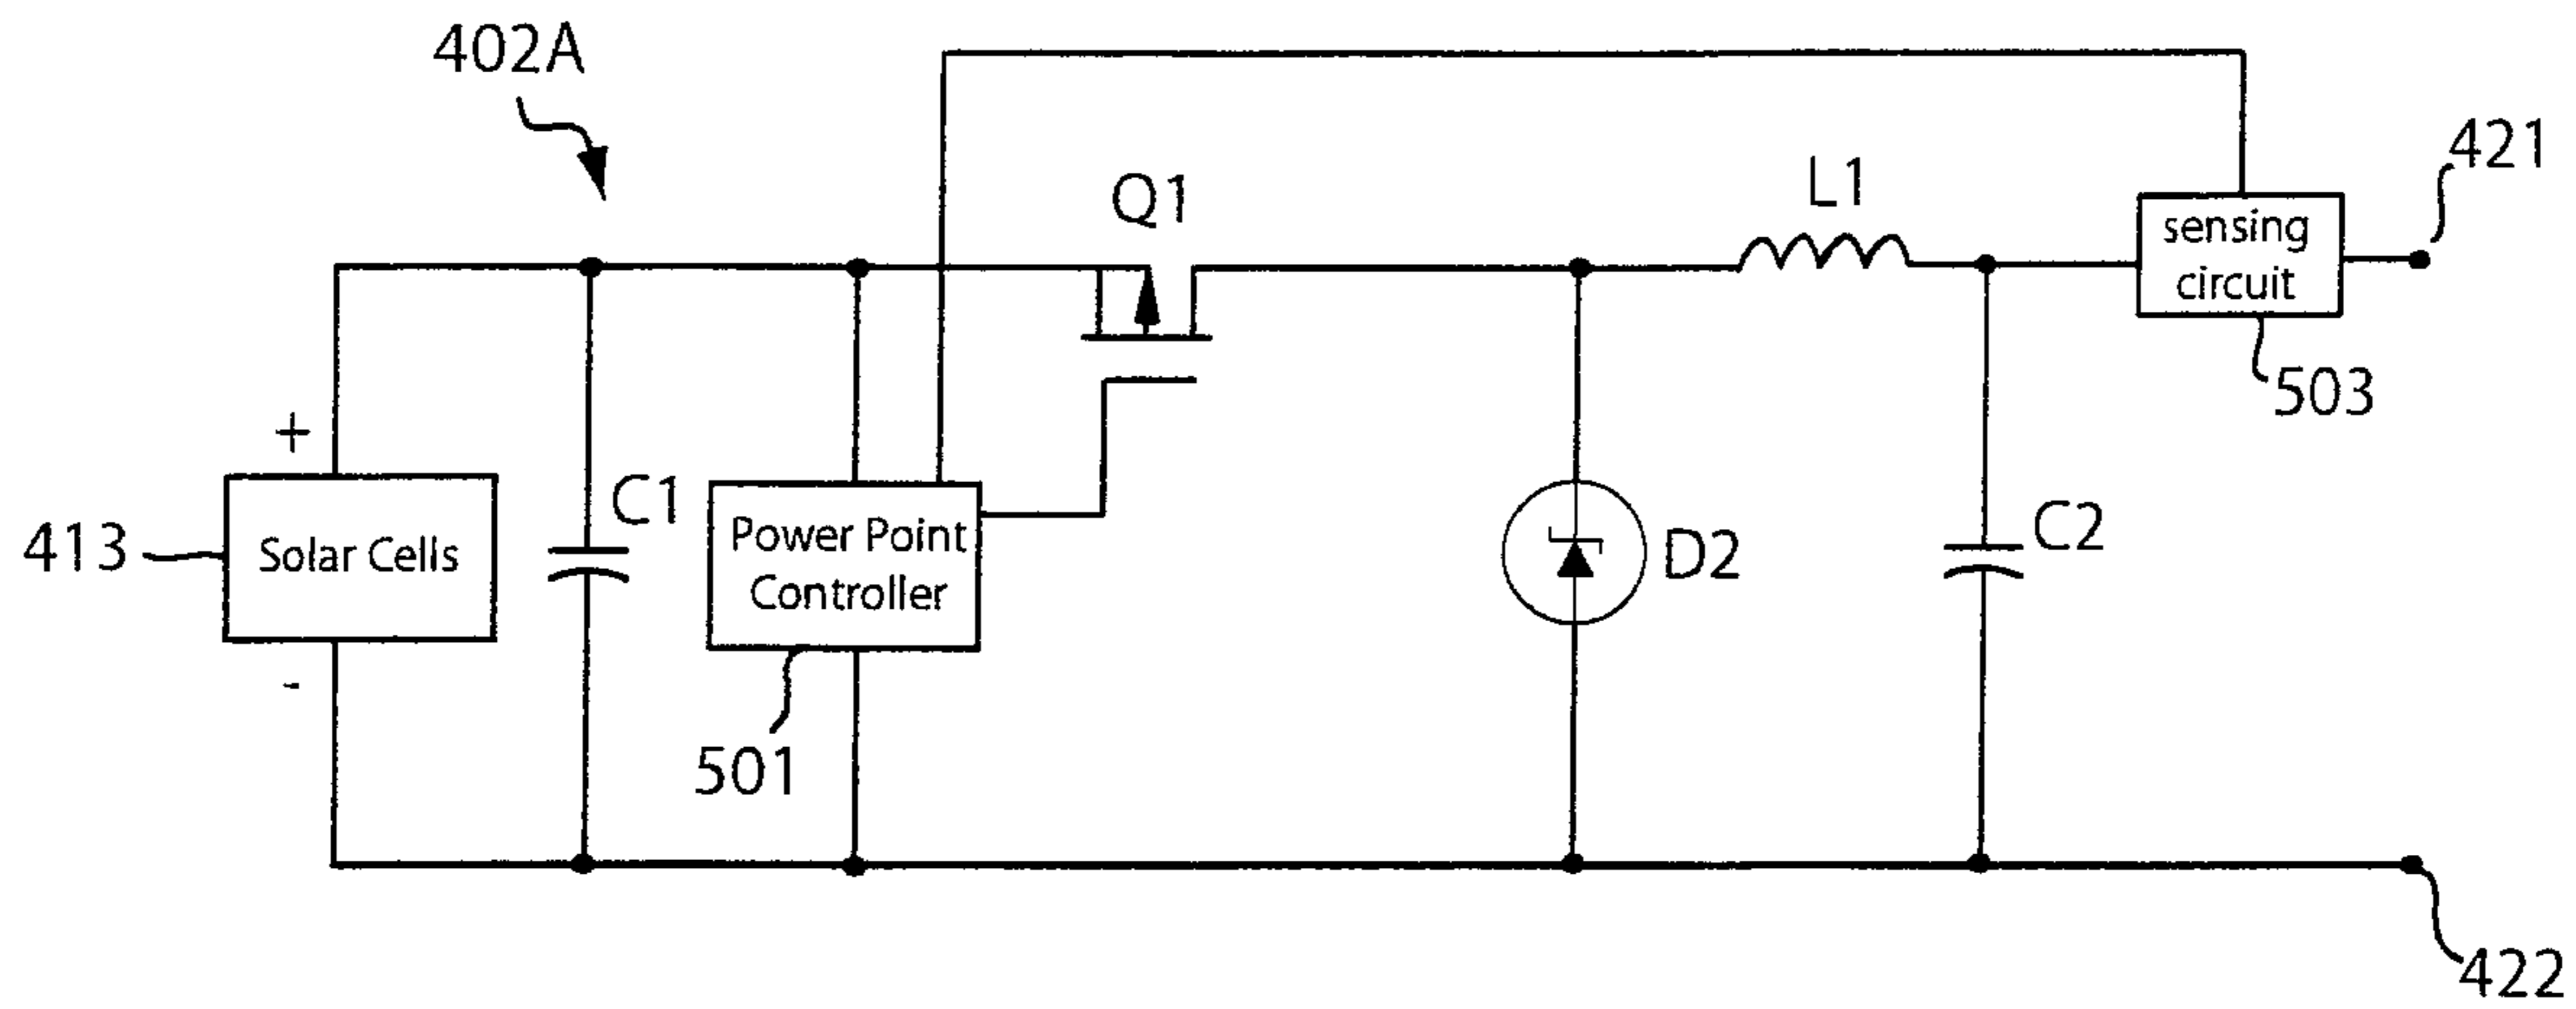 402A
421
Q1
L1
sensing
circuit
503
+
413
Solar Cells
C1
Power Point
Controller
D2
C2
-
501
422